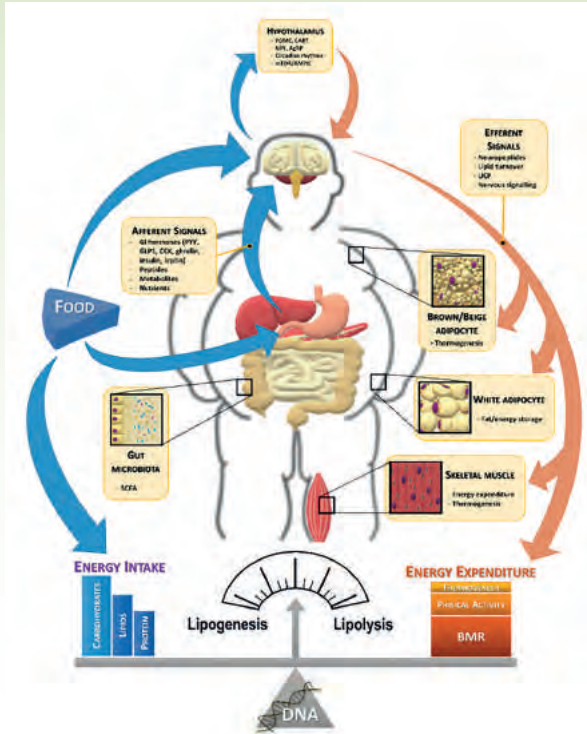 HYPOTHALAMUS
- POMC, CART
- NPY, AgRP
- Circadian rhythms
EFFERENT
SIGNALS
- Neuropeptides
- Lipid turnover
- UCP
- Nervous signalling
AFFERENT SIGNALS
- GI hormones (PYY,
GLP1, CCK, ghrelin,
insulin, leptin)
- Peptides
- Metabolites
- Nutrients
FOOD
BROWN/BEIGE
ADIPOCYTE
- Thermogenesis
WHITE ADIPOCYTE
- Fat/energy storage
GUT
MICROBIOTA
- SCFA
SKELETAL MUSCLE
- Energy expenditure
- Thermogenesis
ENERGY INTAKE
CARBOHYDRATES
LIPIDS
PROTEIN
Lipogenesis
Lipolysis
ENERGY EXPENDITURE
THERMOGENESIS
PHYSICAL ACTIVITY
BMR
DNA